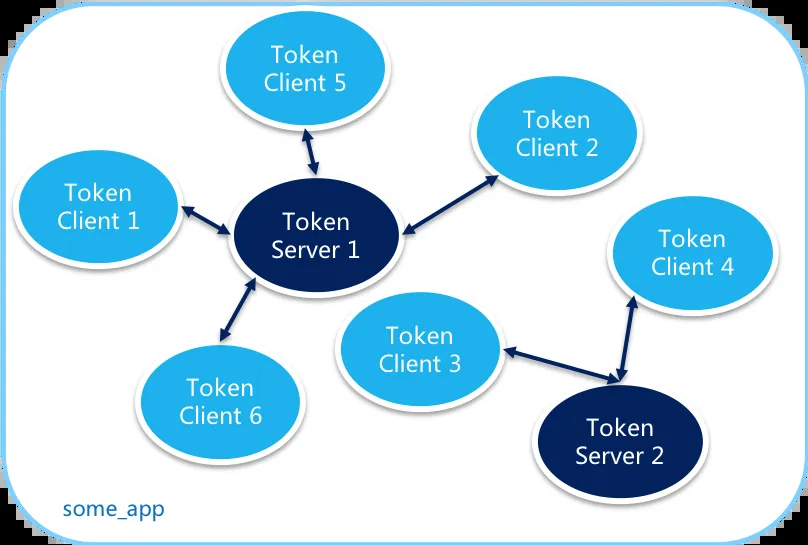 Token
Client 5
Token
Client 2
Token
Client 1
Token
Server 1
Token
Client 4
Token
Client 3
Token
Client 6
Token
Server 2
some_app